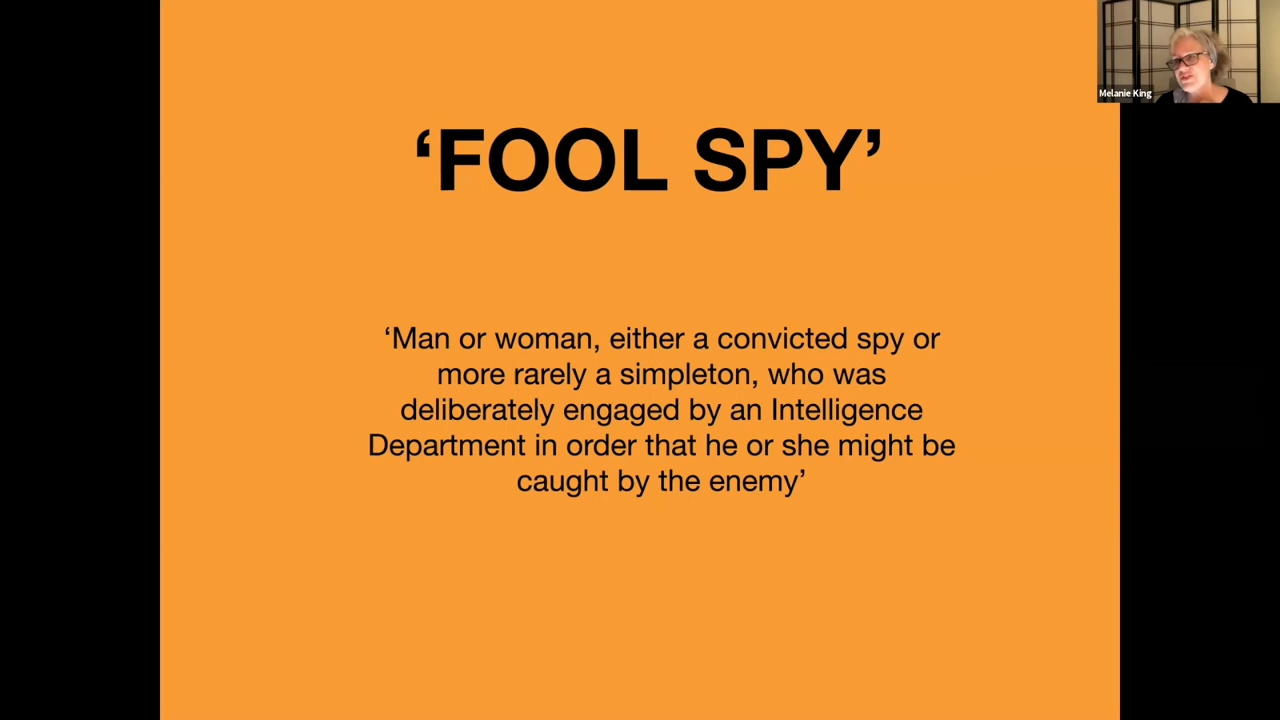 Melanie King
‘FOOL SPY’
‘Man or woman, either a convicted spy or
more rarely a simpleton, who was
deliberately engaged by an Intelligence
Department in order that he or she might be
caught by the enemy’